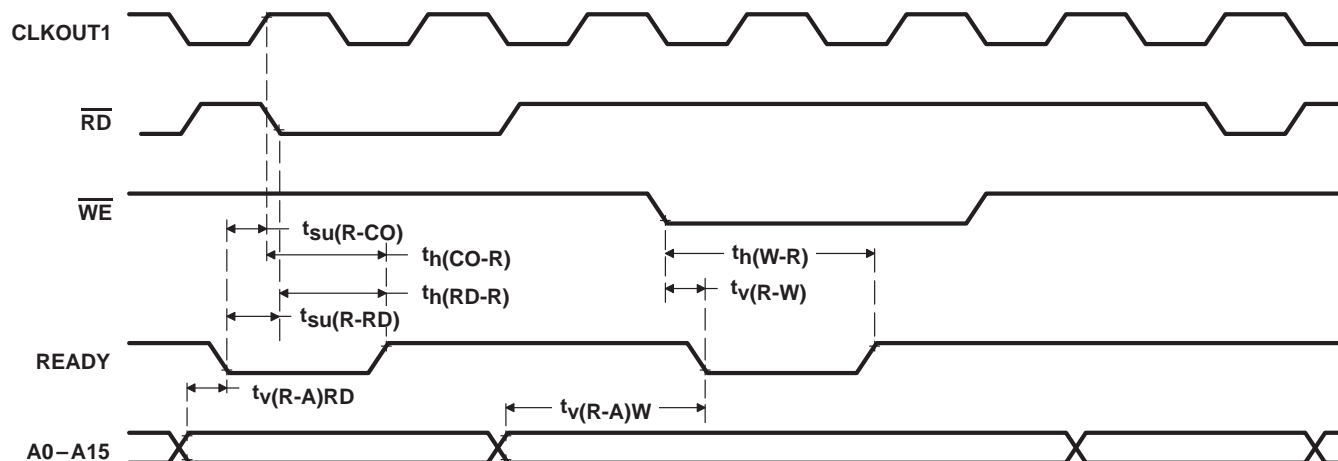 CLKOUT1
RD
WE
tsu(R-CO)
th(CO-R)
th(W-R)
th(RD-R)
tv(R-W)
tsu(R-RD)
READY
tv(R-A)RD
tv(R-A)W
A0–A15